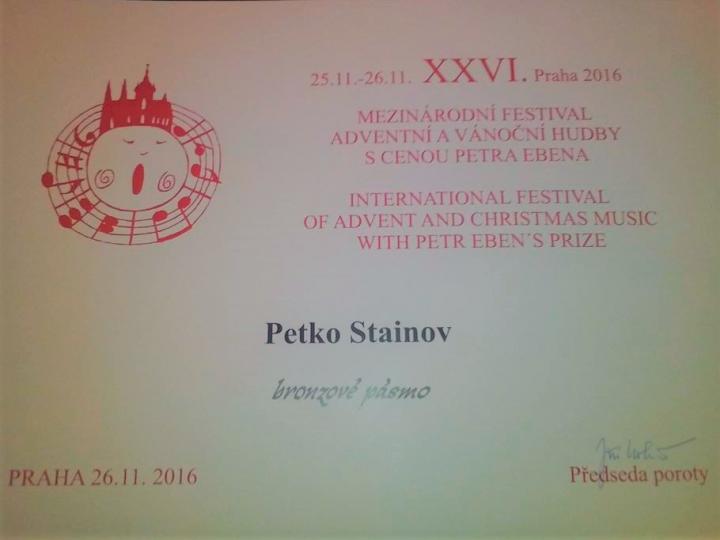 25.11.-26.11. XXVI. Praha 2016
MEZINÁRODNÍ FESTIVAL
ADVENTNÍ A VÁNOČNÍ HUDBY
S CENOU PETRA EBENA
INTERNATIONAL FESTIVAL
OF ADVENT AND CHRISTMAS MUSIC
WITH PETR EBEN´S PRIZE
Petko Stainov
bronzové pásmo
PRAHA 26.11. 2016
Předseda poroty